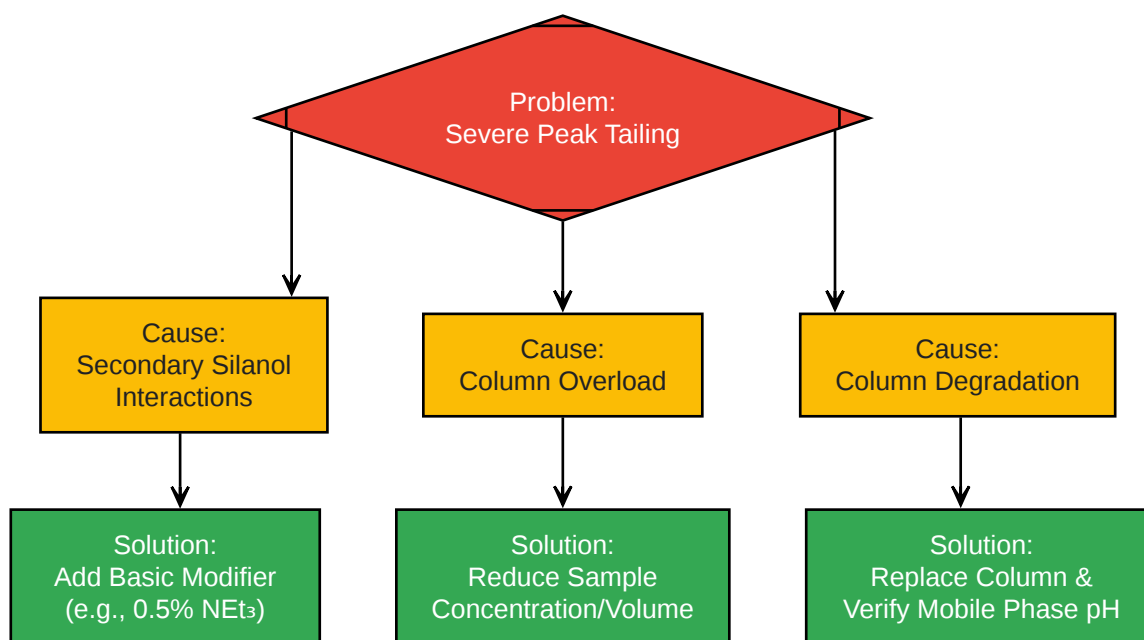 Problem:
Severe Peak Tailing
Cause:
Secondary Silanol
Interactions
Cause:
Column Overload
Cause:
Column Degradation
Solution:
Add Basic Modifier
(e.g., 0.5% NEt₃)
Solution:
Reduce Sample
Concentration/Volume
Solution:
Replace Column &
Verify Mobile Phase pH